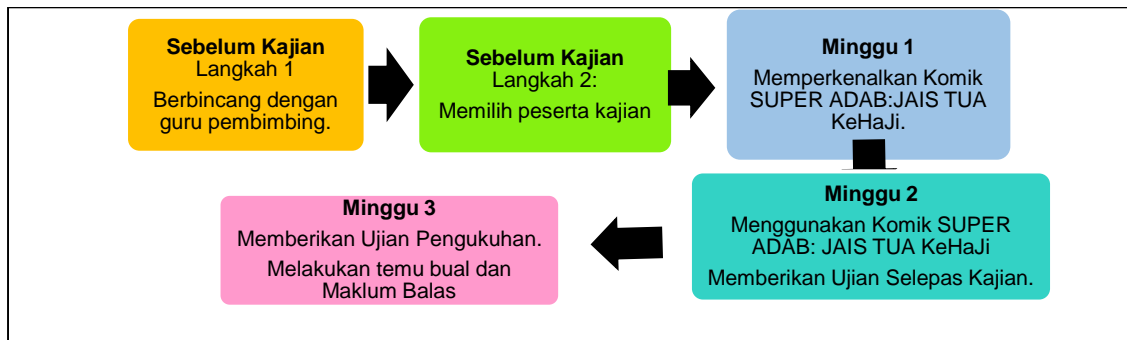 Sebelum Kajian
Langkah 1
Berbincang dengan
guru pembimbing.
Sebelum Kajian
Langkah 2:
Memilih peserta kajian
Minggu 1
Memperkenalkan Komik
SUPER ADAB:JAIS TUA
KeHaJi.
Minggu 2
Menggunakan Komik SUPER
ADAB: JAIS TUA KeHaJi
Memberikan Ujian Selepas Kajian.
Minggu 3
Memberikan Ujian Pengukuhan.
Melakukan temu bual dan
Maklum Balas